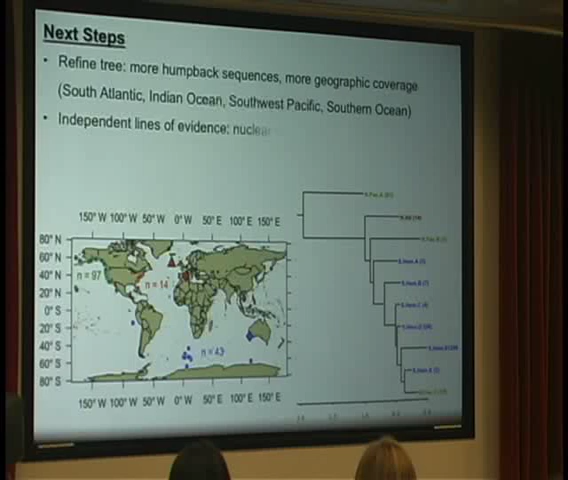 Next Steps
• Refine tree: more humpback sequences, more geographic coverage
(South Atlantic, Indian Ocean, Southwest Pacific, Southern Ocean)
• Independent lines of evidence: nuclear
150° W 100° W 50° W 0° W 50° E 100° E 150° E
80° N
60° N
40° N
20° N
0° S
20° S
40° S
60° S
80° S
n = 97
n = 14
n = 43
150° W 100° W 50° W 0° W 50° E 100° E 150° E